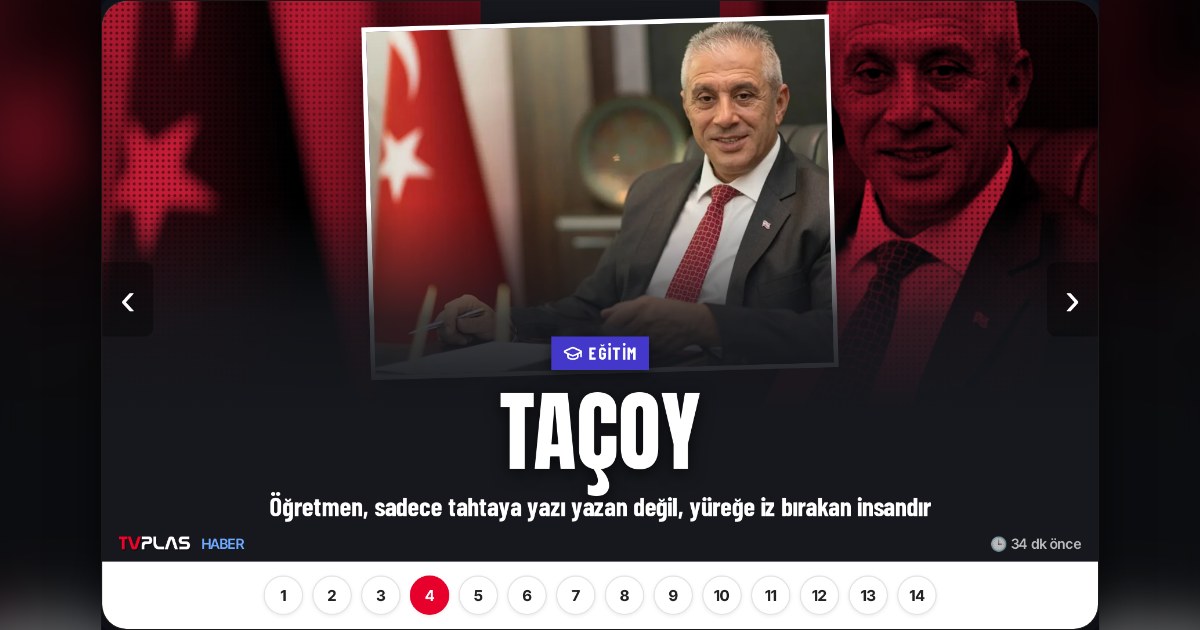 EĞİTİM
TAÇOY
Öğretmen, sadece tahtaya yazı yazan değil, yüreğe iz bırakan insandır
TVPLAS HABER
34 dk önce
1 2 3 4 5 6 7 8 9 10 11 12 13 14